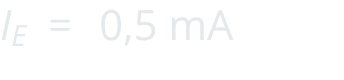 I_E = 0,5 mA